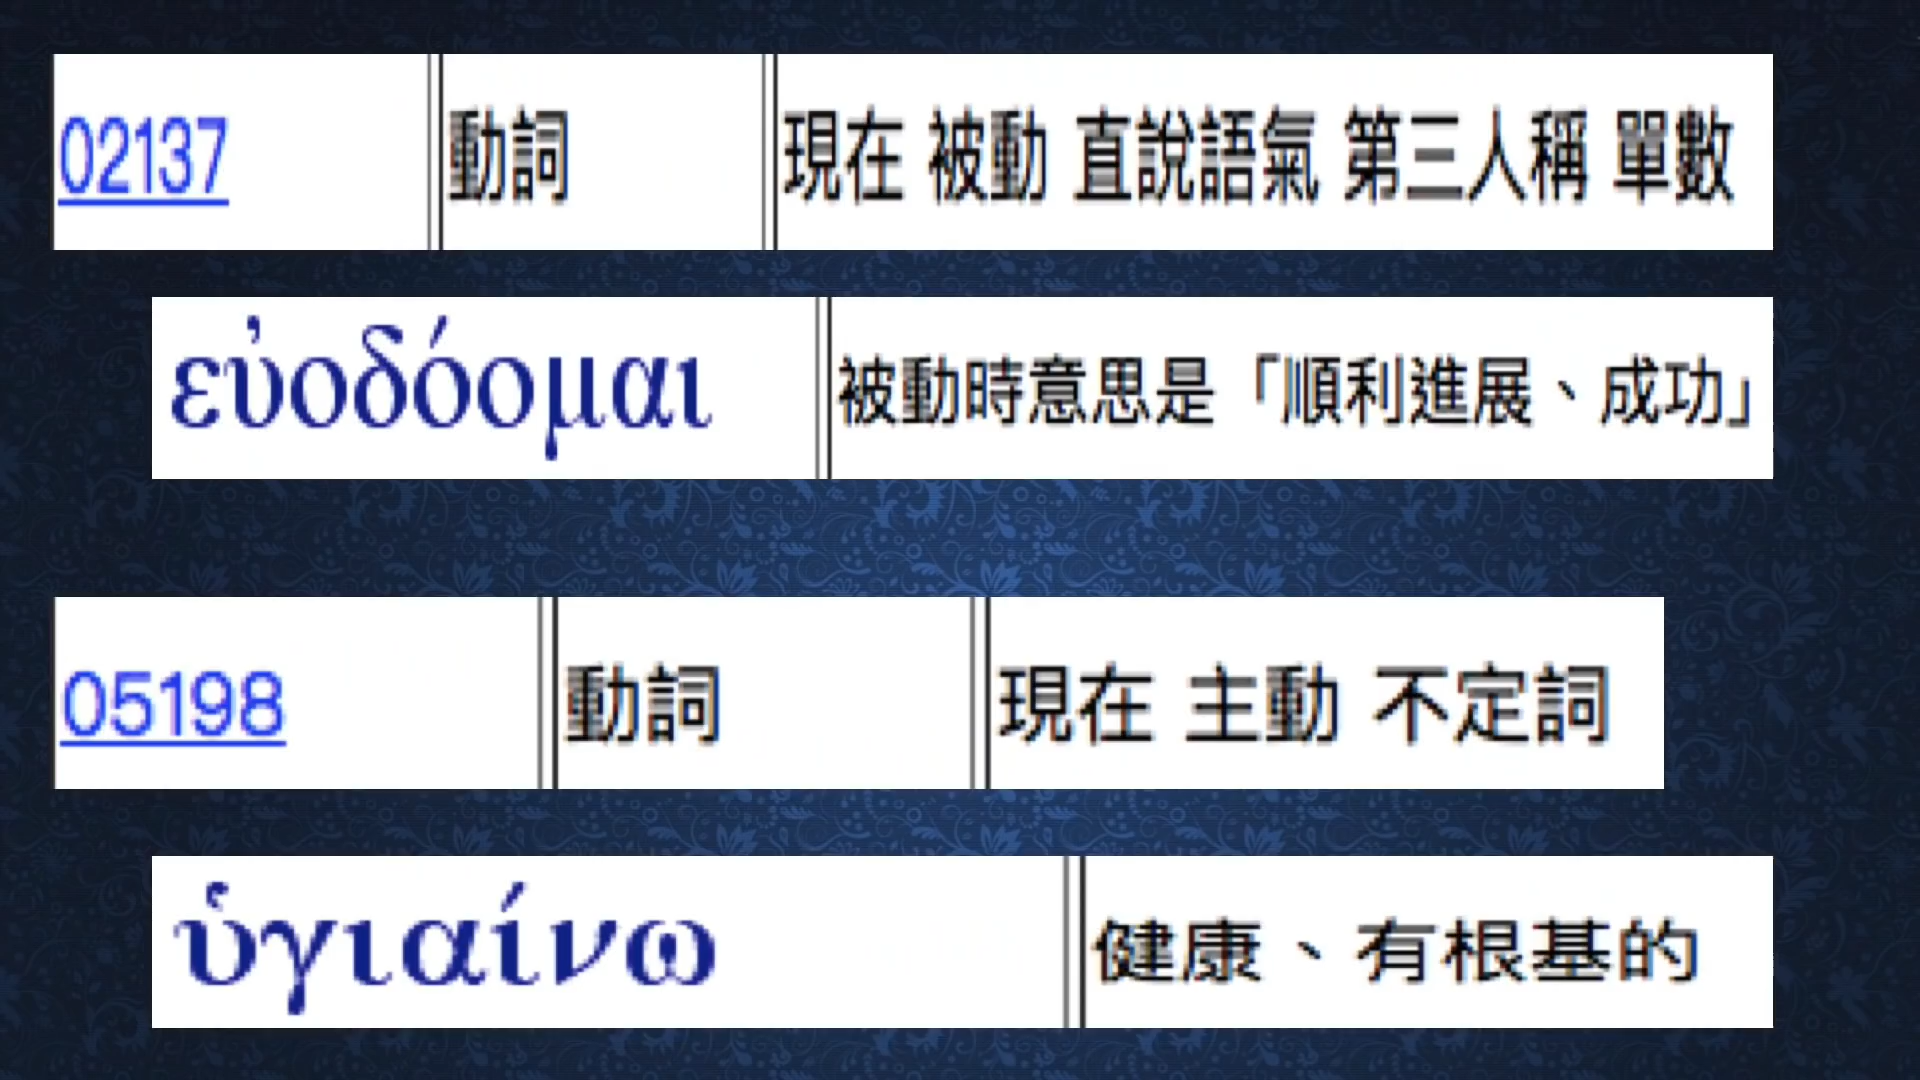 02137 動詞 現在 被動 直說語氣 第三人稱 單數
εὐοδόομαι 被動時意思是「順利進展、成功」
05198 動詞 現在 主動 不定詞
ὑγιαίνω 健康、有根基的